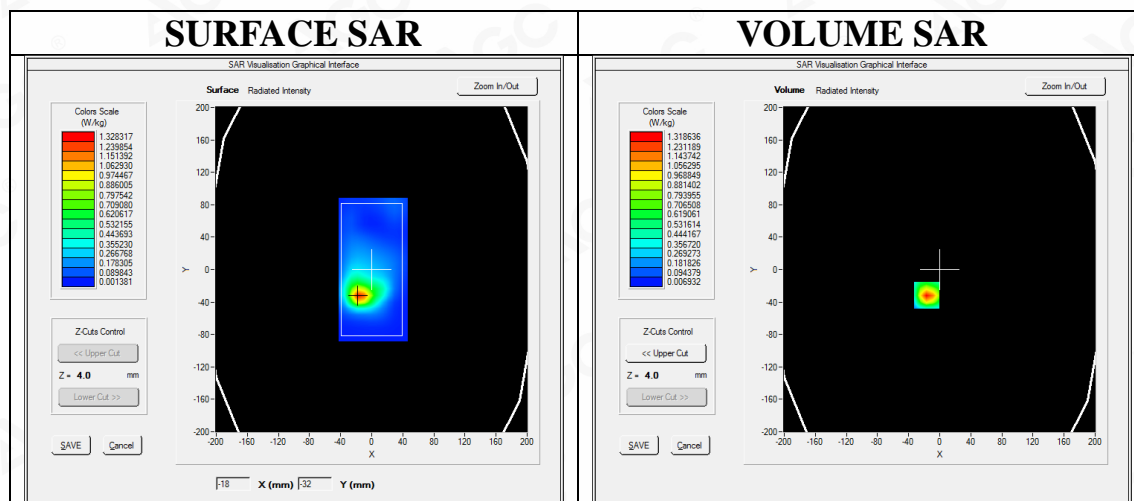 SURFACE SAR
SAR Visualisation Graphical Interface
Surface Radiated Intensity
Zoom In/Out
Colors Scale
(W/kg)
1.328317
1.239854
1.151392
1.062930
0.974467
0.886005
0.797542
0.709080
0.620617
0.532155
0.443693
0.355230
0.266768
0.178305
0.089843
0.001381
200
160
120
40
0
-40
-80
-120
-160
-200
Y
-200 -160 -120 -80 -40 0 40 80 120 160 200
X
Z-Cuts Control
<< Upper Cut
Z = 4.0 mm
Lower Cut >>
SAVE Cancel
-18 X (mm) -32 Y (mm)
VOLUME SAR
SAR Visualisation Graphical Interface
Volume Radiated Intensity
Zoom In/Out
Colors Scale
(W/kg)
1.318636
1.231189
1.143742
1.056295
0.968849
0.881402
0.793955
0.706508
0.619061
0.531614
0.444167
0.356720
0.269273
0.181826
0.094379
0.006932
200
160
120
40
0
-40
-80
-120
-160
-200
Y
-200 -160 -120 -80 -40 0 40 80 120 160 200
X
Z-Cuts Control
<< Upper Cut
Z = 4.0 mm
Lower Cut >>
SAVE Cancel